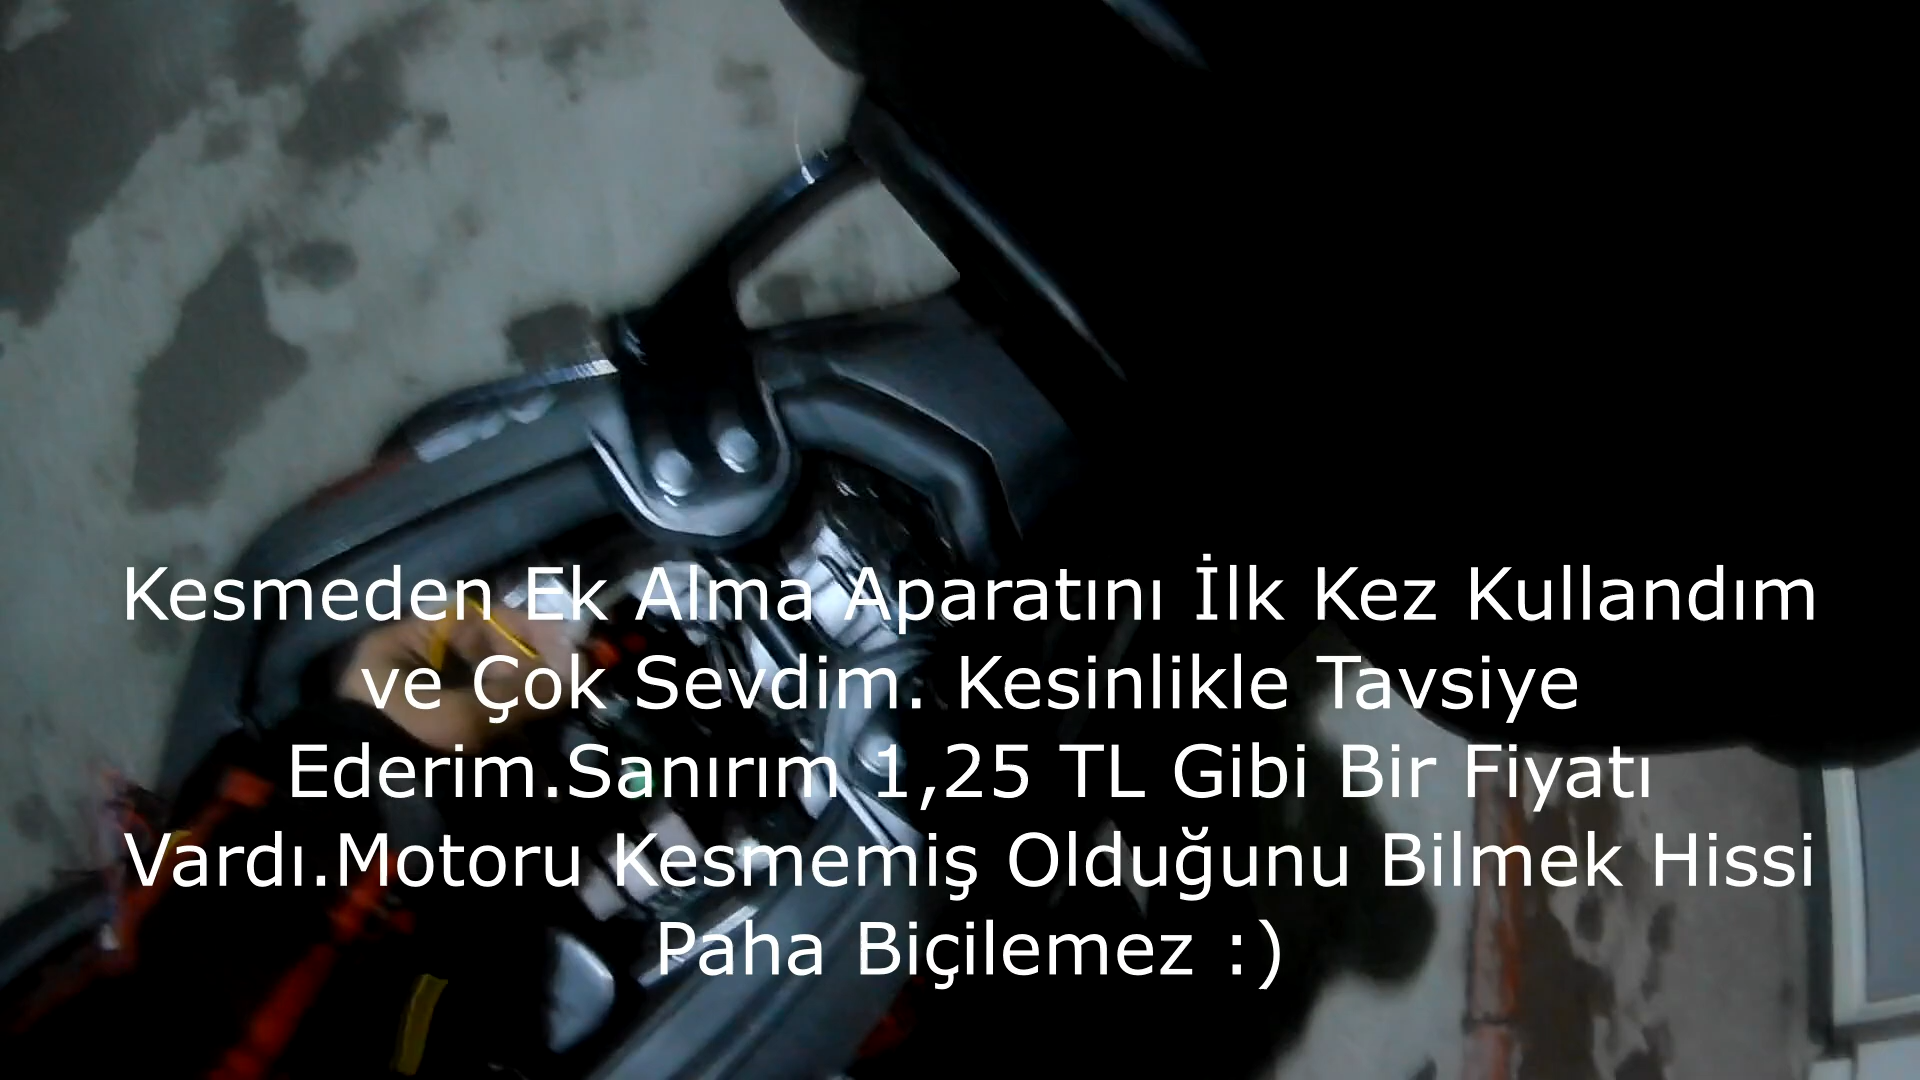 Kesmeden Ek Alma Aparatını İlk Kez Kullandım
ve Çok Sevdim. Kesinlikle Tavsiye
Ederim.Sanırım 1,25 TL Gibi Bir Fiyatı
Vardı.Motoru Kesmemiş Olduğunu Bilmek Hissi
Paha Biçilemez :)